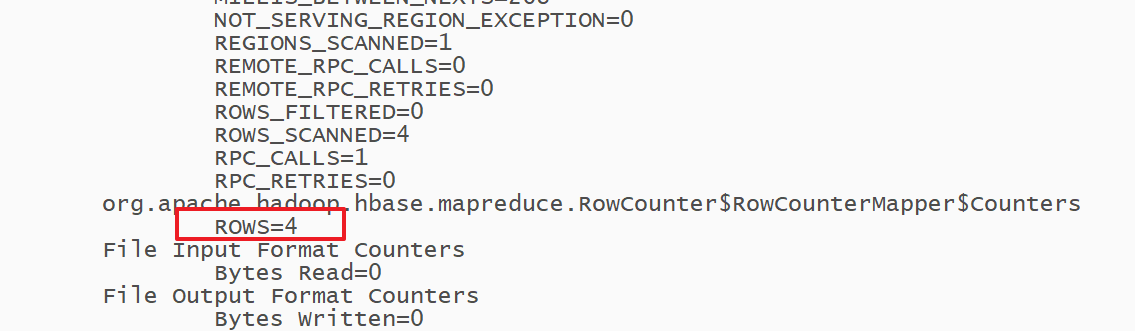 MILLIS_BETWEEN_NEXTS=208
NOT_SERVING_REGION_EXCEPTION=0
REGIONS_SCANNED=1
REMOTE_RPC_CALLS=0
REMOTE_RPC_RETRIES=0
ROWS_FILTERED=0
ROWS_SCANNED=4
RPC_CALLS=1
RPC_RETRIES=0
org.apache.hadoop.hbase.mapreduce.RowCounter$RowCounterMapper$Counters
ROWS=4
File Input Format Counters
Bytes Read=0
File Output Format Counters
Bytes Written=0